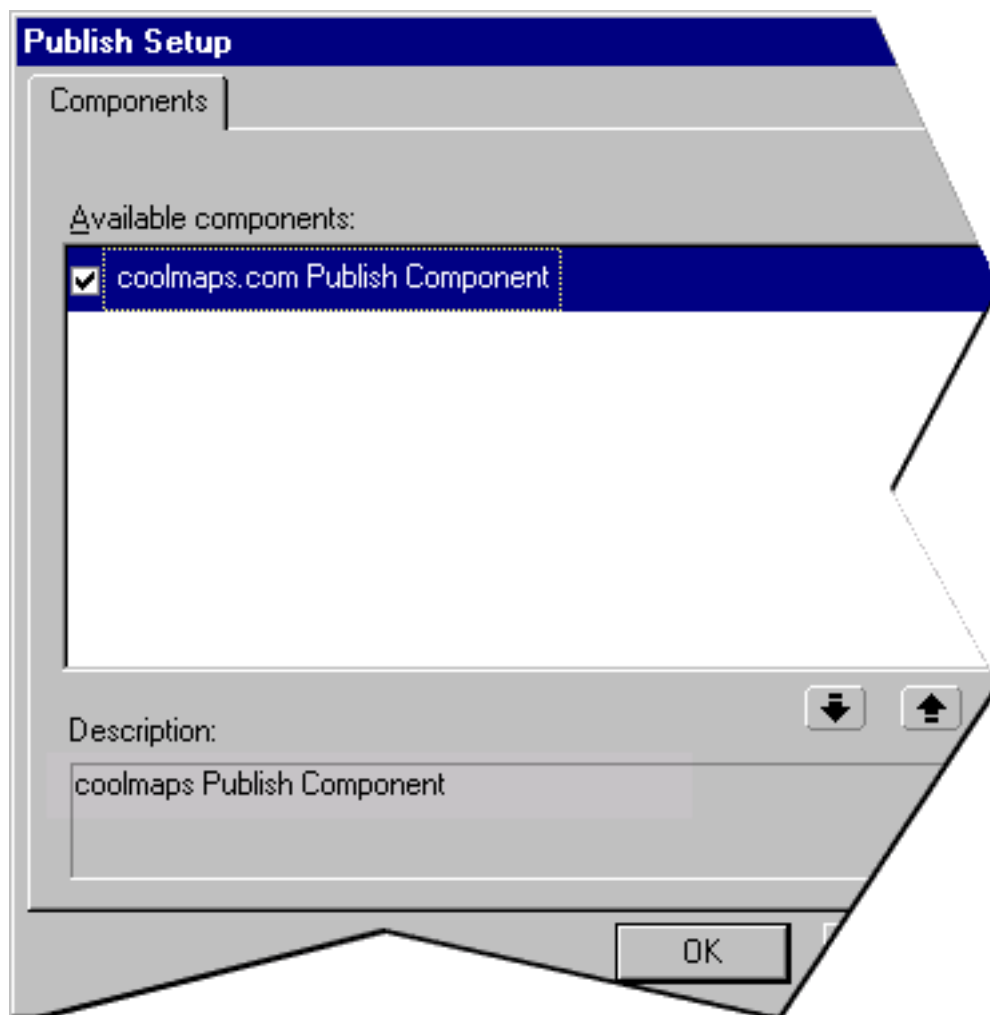 Publish Setup
Components
Available components:
coolmaps.com Publish Component
Description:
coolmaps Publish Component
OK